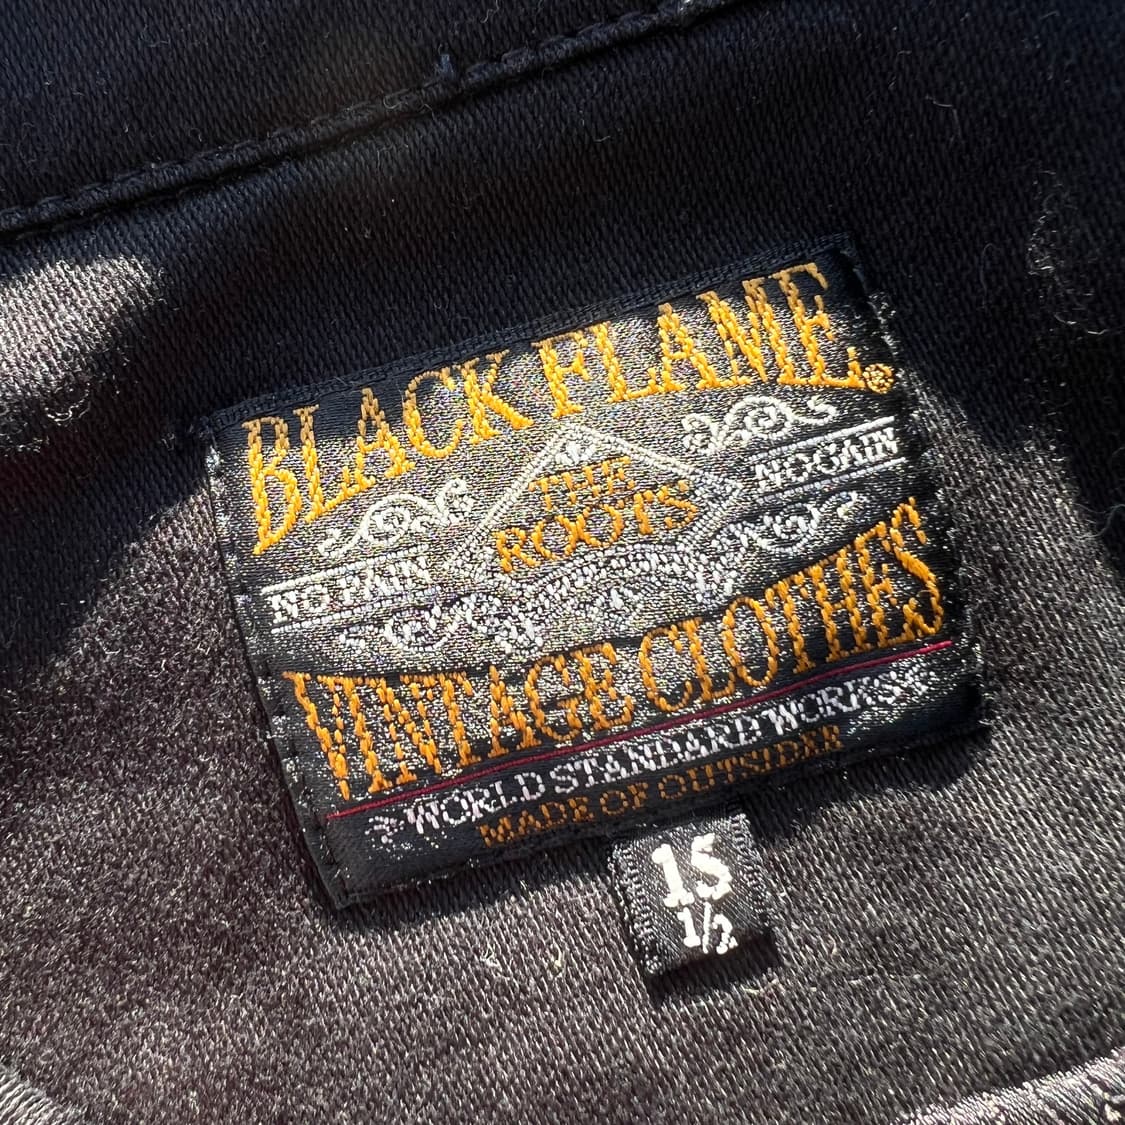 BLACK FLAME®
THE
ROOTS
NO PAIN NO GAIN
VINTAGE CLOTHES
WORLD STANDARD WORKS
MADE OF OUTSIDER
15
1/2